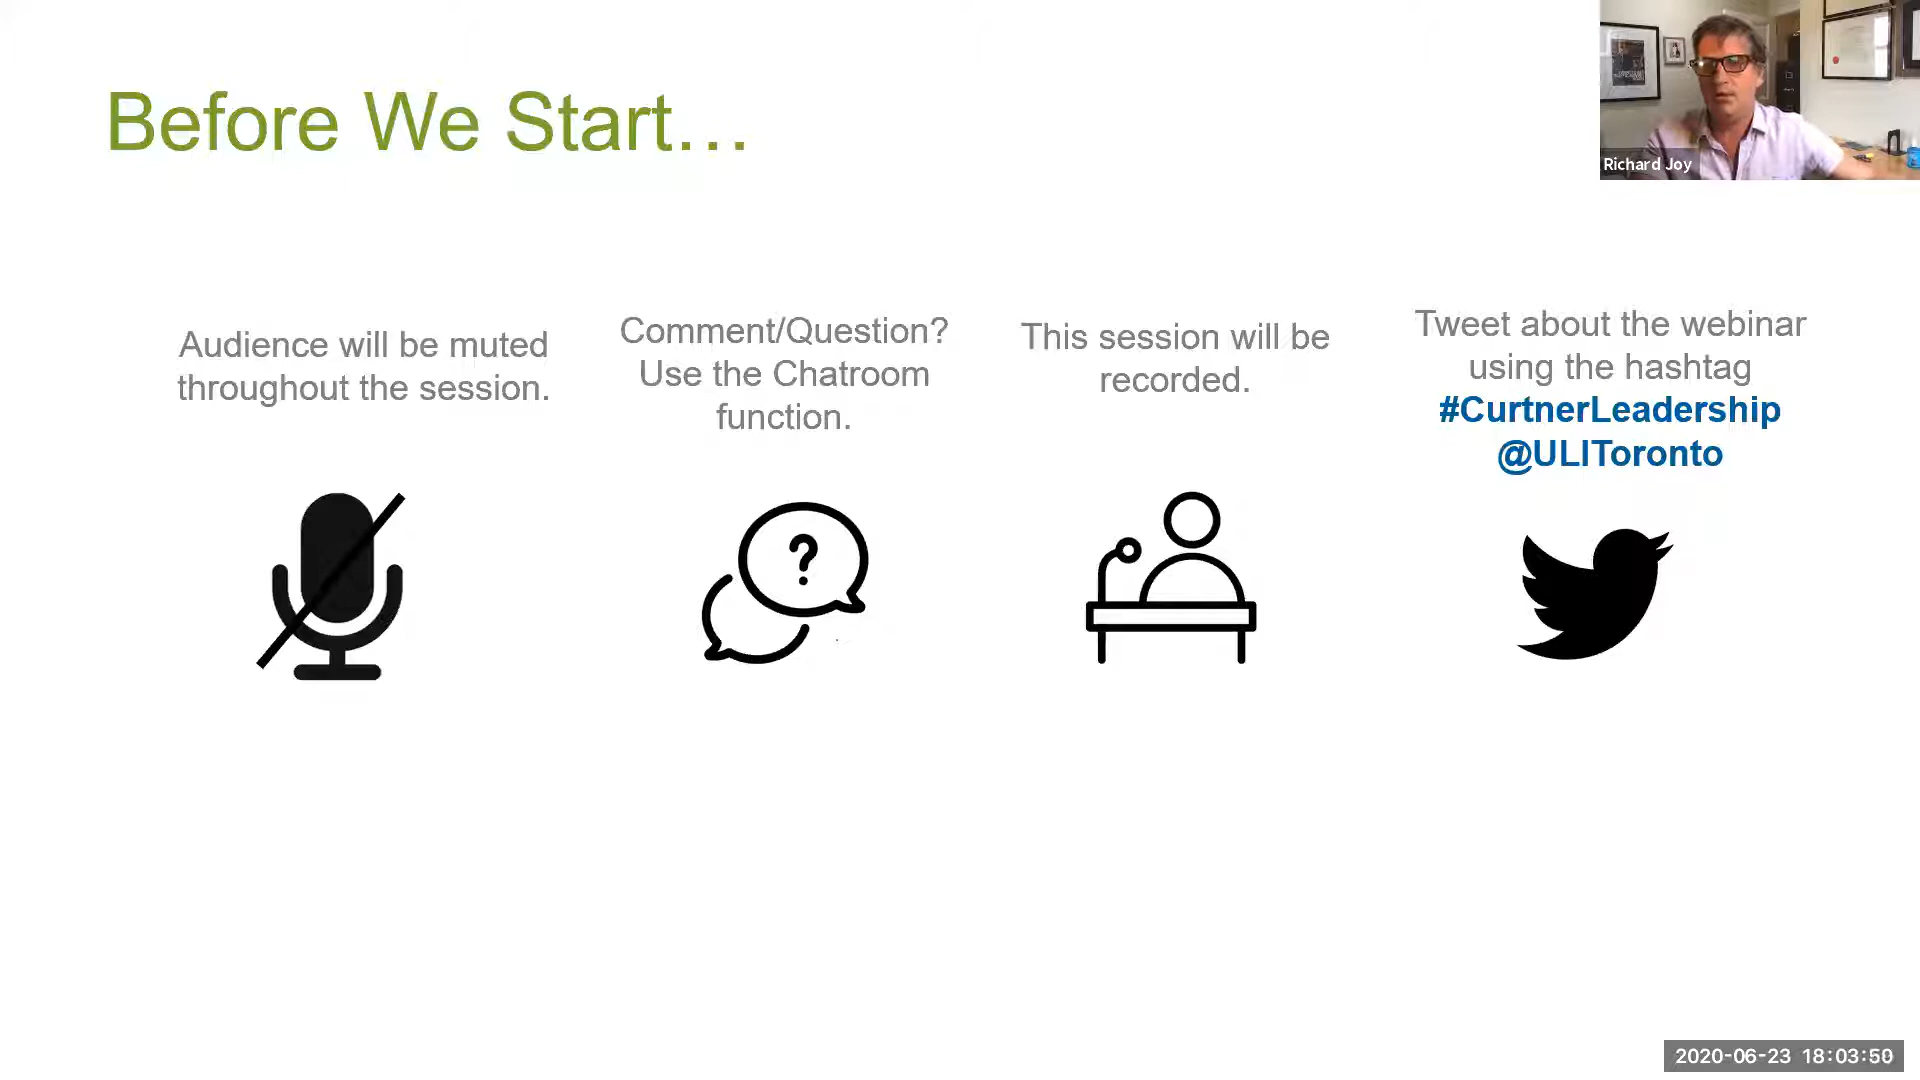 Before We Start...
Richard Joy
Audience will be muted
throughout the session.
Comment/Question?
Use the Chatroom
function.
This session will be
recorded.
Tweet about the webinar
using the hashtag
#CurtnerLeadership
@ULIToronto
?
2020-06-23 18:03:50